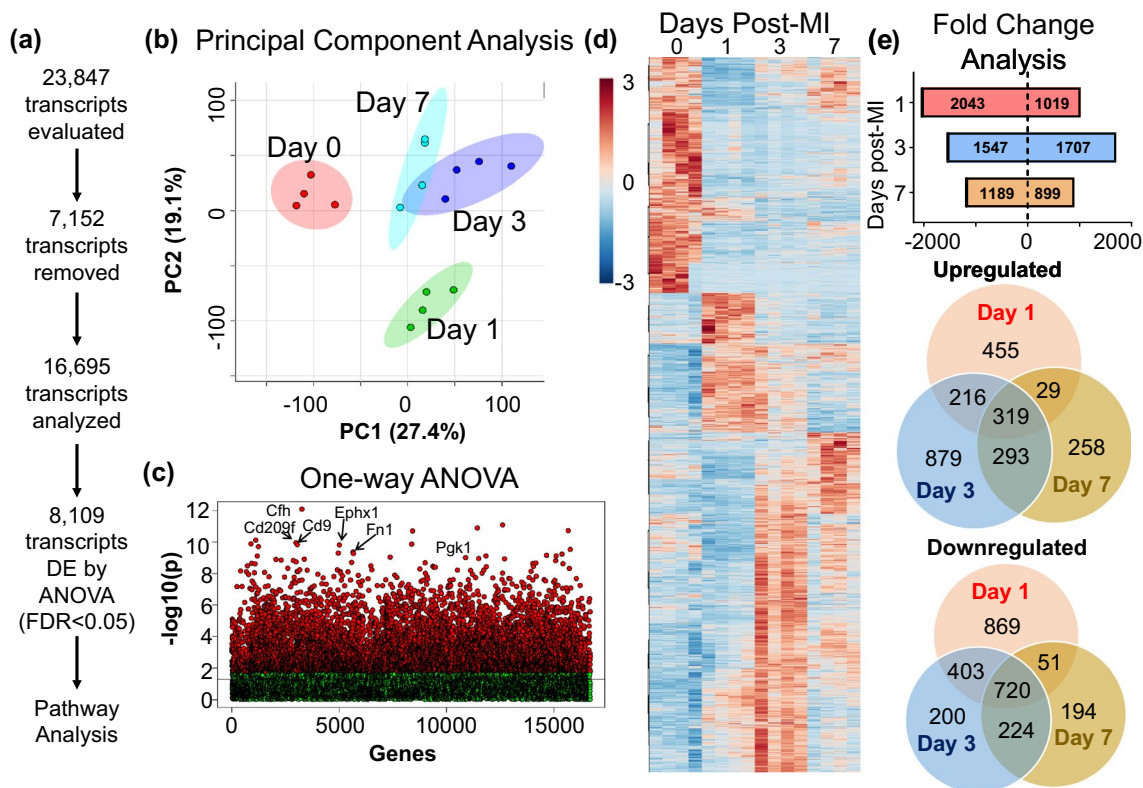 (a)
23,847
transcripts
evaluated
7,152
transcripts
removed
16,695
transcripts
analyzed
8,109
transcripts
DE by
ANOVA
(FDR<0.05)
Pathway
Analysis
(b) Principal Component Analysis
PC2 (19.1%)
100
0
-100
Day 0
Day 7
Day 3
Day 1
-100 0 100
PC1 (27.4%)
(c) One-way ANOVA
-log10(p)
12
10
8
6
4
2
0
Cfh
Cd209f
Cd9
Ephx1
Fn1
Pgk1
0 5000 10000 15000
Genes
(d) Days Post-MI
0 1 3 7
3
0
-3
(e) Fold Change
Analysis
Days post-MI
1 2043 1019
3 1547 1707
7 1189 899
-2000 0 2000
Upregulated
Day 1
455
216 29
319
879 293 258
Day 3 Day 7
Downregulated
Day 1
869
403 51
720
200 224 194
Day 3 Day 7